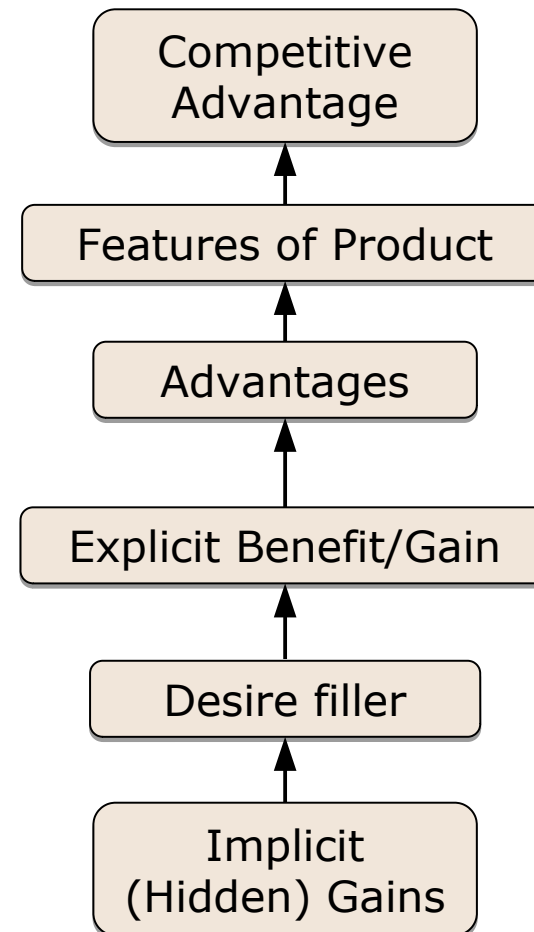 Competitive
Advantage
Features of Product
Advantages
Explicit Benefit/Gain
Desire filler
Implicit
(Hidden) Gains